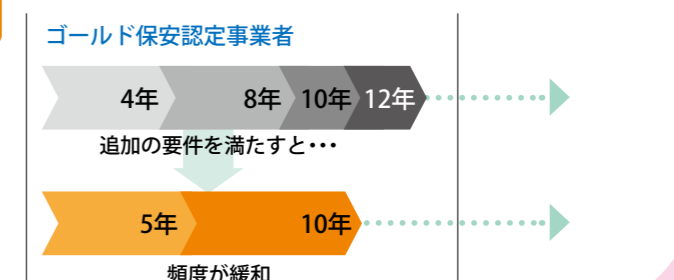 ゴールド保安認定事業者
4年 8年 10年 12年
追加の要件を満たすと・・・
5年 10年
頻度が緩和